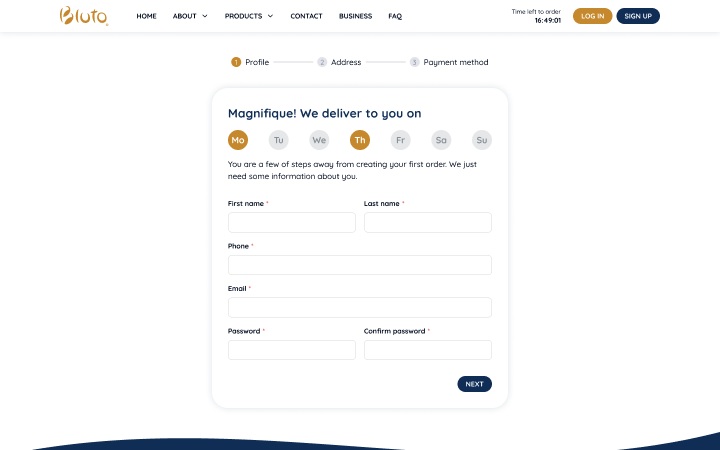 Bluto
HOME
ABOUT
PRODUCTS
CONTACT
BUSINESS
FAQ
Time left to order
16:49:01
LOG IN
SIGN UP
1 Profile
2 Address
3 Payment method
Magnifique! We deliver to you on
Mo Tu We Th Fr Sa Su
You are a few of steps away from creating your first order. We just
need some information about you.
First name *
Last name *
Phone *
Email *
Password *
Confirm password *
NEXT